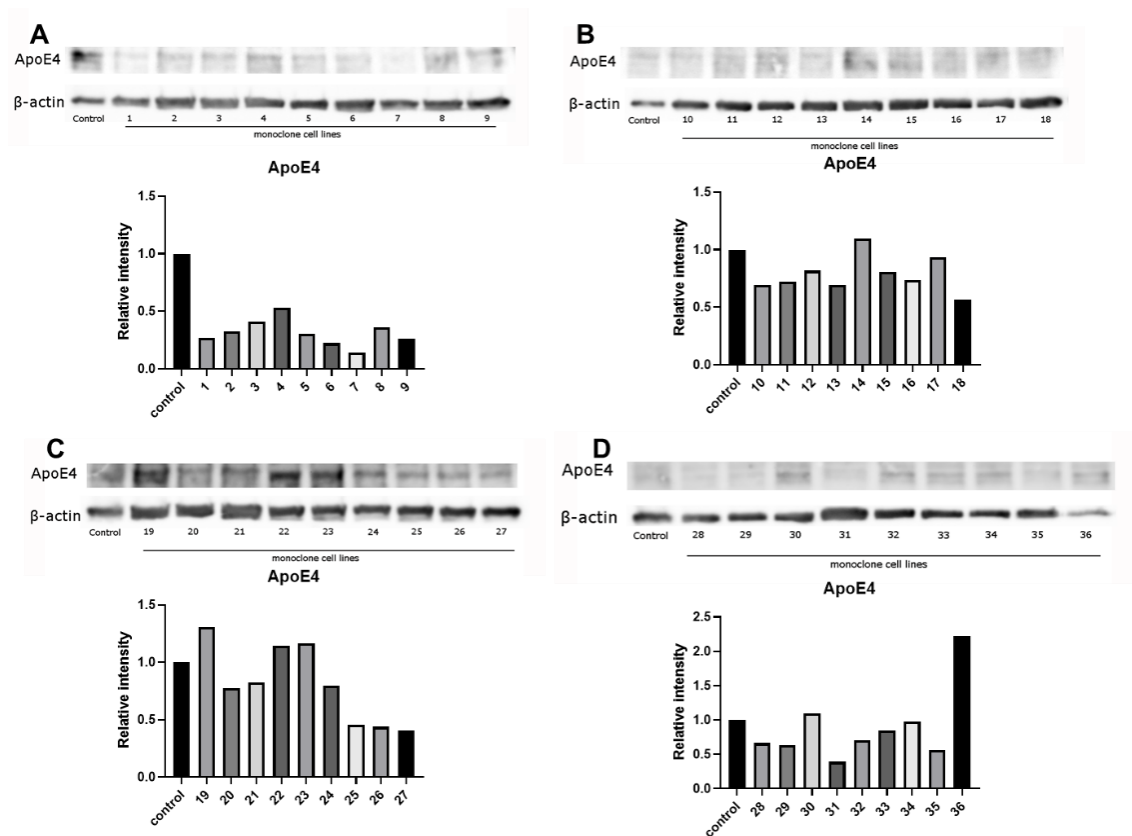 A
ApoE4
β-actin
Control 1 2 3 4 5 6 7 8 9
monoclone cell lines
ApoE4
Relative intensity
1.5
1.0
0.5
0.0
control 1 2 3 4 5 6 7 8 9
B
ApoE4
β-actin
Control 10 11 12 13 14 15 16 17 18
monoclone cell lines
ApoE4
Relative intensity
1.5
1.0
0.5
0.0
control 10 11 12 13 14 15 16 17 18
C
ApoE4
β-actin
Control 19 20 21 22 23 24 25 26 27
monoclone cell lines
ApoE4
Relative intensity
1.5
1.0
0.5
0.0
control 19 20 21 22 23 24 25 26 27
D
ApoE4
β-actin
Control 28 29 30 31 32 33 34 35 36
monoclone cell lines
ApoE4
Relative intensity
2.5
2.0
1.5
1.0
0.5
0.0
control 28 29 30 31 32 33 34 35 36